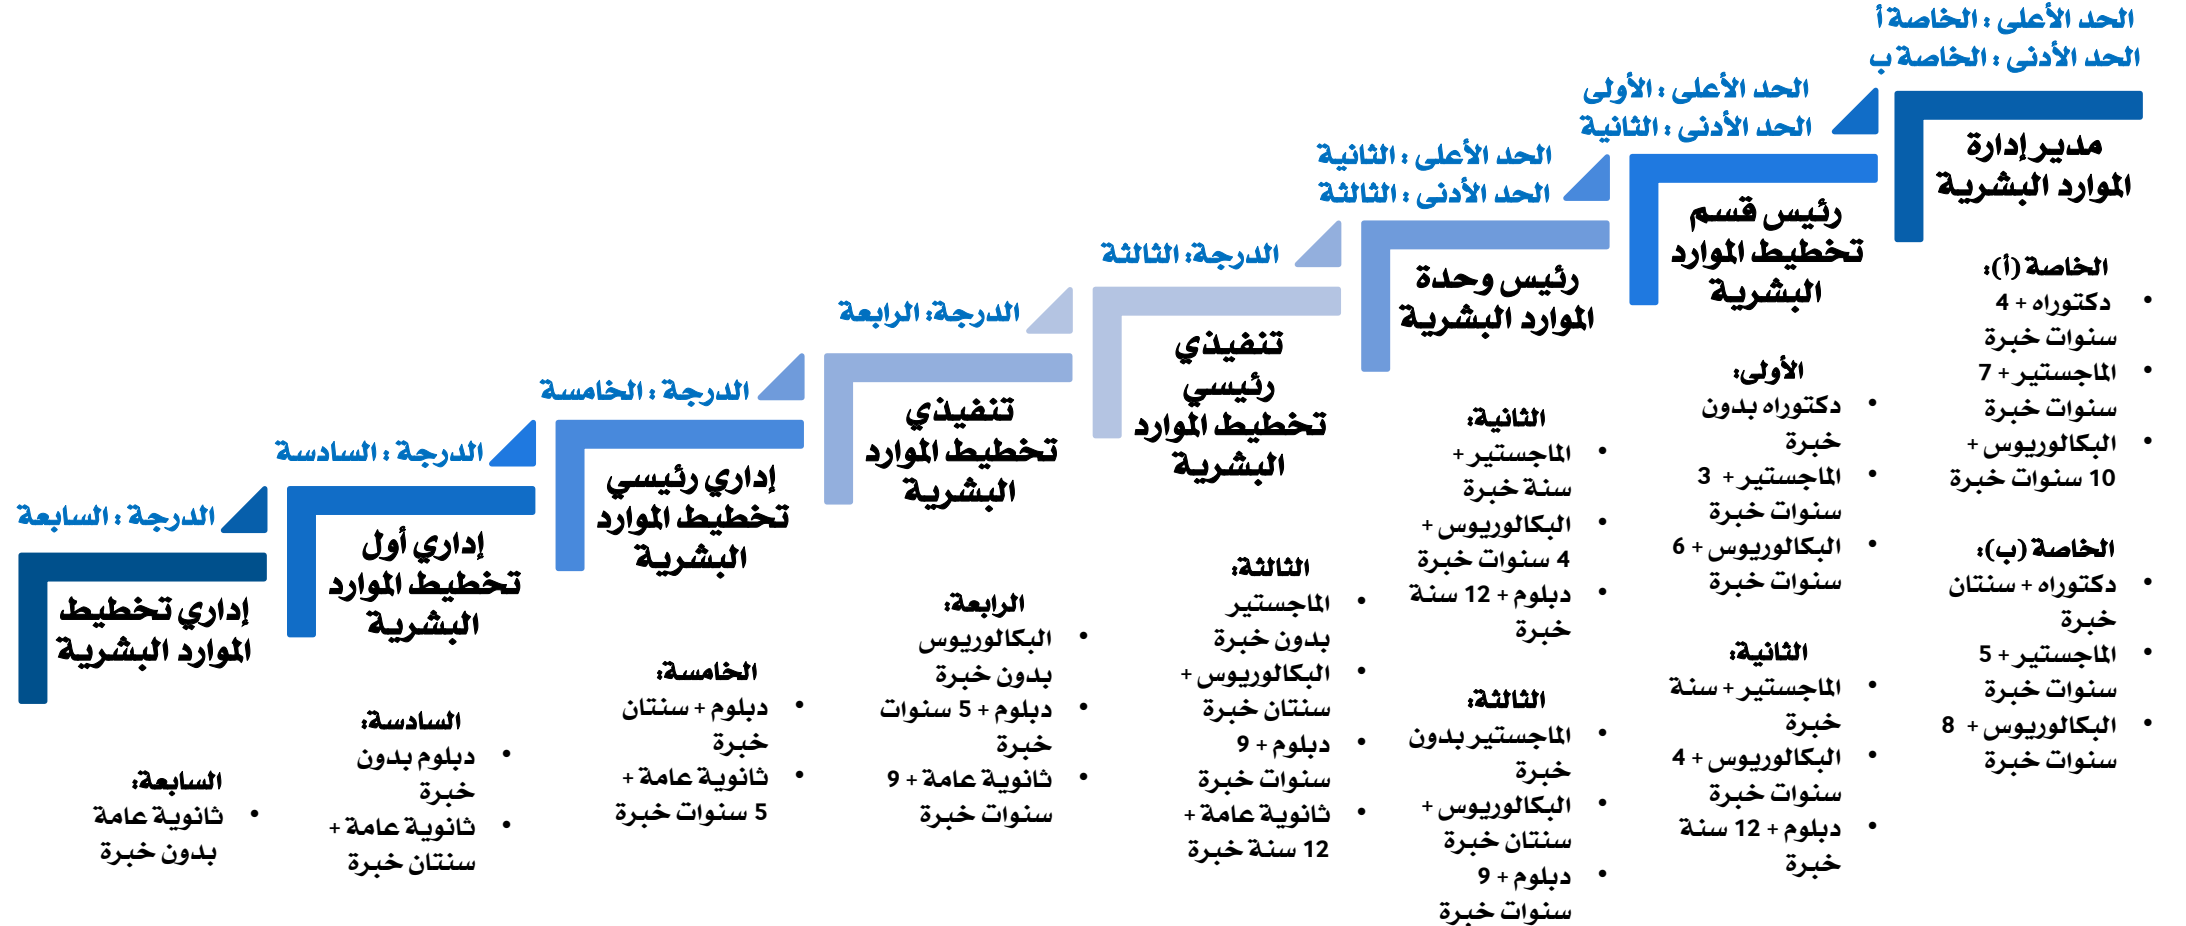 الحد الأعلى : الخاصة أ
الحد الأدنى : الخاصة ب
مدير إدارة
الموارد البشرية
الخاصة (أ):
• دكتوراه + 4
سنوات خبرة
• الماجستير + 7
سنوات خبرة
• البكالوريوس +
10 سنوات خبرة
الخاصة (ب):
• دكتوراه + سنتان
خبرة
• الماجستير + 5
سنوات خبرة
• البكالوريوس + 8
سنوات خبرة
الحد الأعلى : الأولى
الحد الأدنى : الثانية
رئيس قسم
تخطيط الموارد
البشرية
الأولى:
• دكتوراه بدون
خبرة
• الماجستير + 3
سنوات خبرة
• البكالوريوس + 6
سنوات خبرة
الثانية:
• الماجستير + سنة
خبرة
• البكالوريوس + 4
سنوات خبرة
• دبلوم + 12 سنة
خبرة
الحد الأعلى : الثانية
الحد الأدنى : الثالثة
رئيس وحدة
الموارد البشرية
الثانية:
• الماجستير +
سنة خبرة
• البكالوريوس +
4 سنوات خبرة
• دبلوم + 12 سنة
خبرة
الثالثة:
• الماجستير بدون
خبرة
• البكالوريوس +
سنتان خبرة
• دبلوم + 9
سنوات خبرة
الدرجة: الثالثة
تنفيذي
رئيسي
تخطيط الموارد
البشرية
الثالثة:
• الماجستير
بدون خبرة
• البكالوريوس +
سنتان خبرة
• دبلوم + 9
سنوات خبرة
• ثانوية عامة +
12 سنة خبرة
الدرجة: الرابعة
تنفيذي
تخطيط الموارد
البشرية
الرابعة:
• البكالوريوس
بدون خبرة
• دبلوم + 5 سنوات
خبرة
• ثانوية عامة + 9
سنوات خبرة
الدرجة : الخامسة
إداري رئيسي
تخطيط الموارد
البشرية
الخامسة:
• دبلوم + سنتان
خبرة
• ثانوية عامة +
5 سنوات خبرة
الدرجة : السادسة
إداري أول
تخطيط الموارد
البشرية
السادسة:
• دبلوم بدون
خبرة
• ثانوية عامة +
سنتان خبرة
الدرجة : السابعة
إداري تخطيط
الموارد البشرية
السابعة:
• ثانوية عامة
بدون خبرة